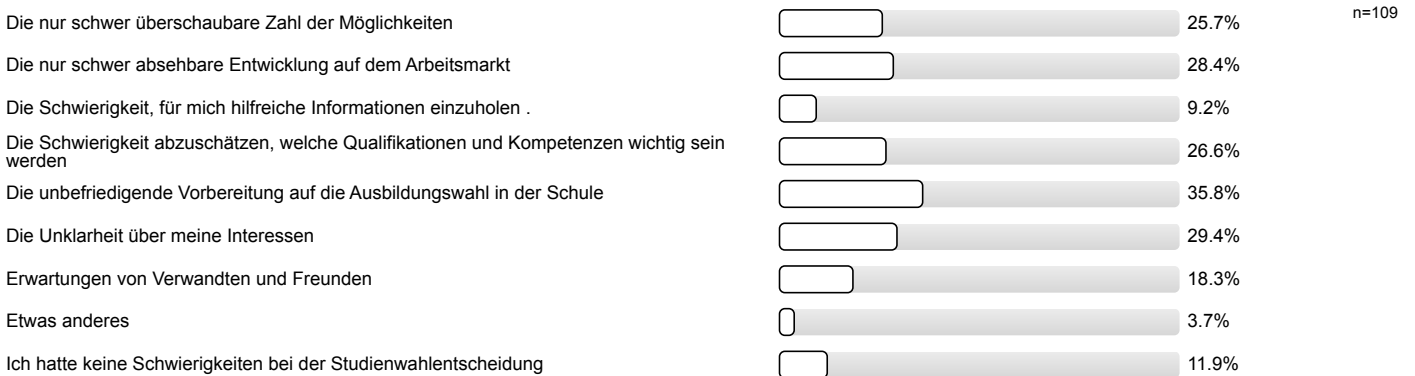 Die nur schwer überschaubare Zahl der Möglichkeiten 25.7% n=109
Die nur schwer absehbare Entwicklung auf dem Arbeitsmarkt 28.4%
Die Schwierigkeit, für mich hilfreiche Informationen einzuholen . 9.2%
Die Schwierigkeit abzuschätzen, welche Qualifikationen und Kompetenzen wichtig sein
werden 26.6%
Die unbefriedigende Vorbereitung auf die Ausbildungswahl in der Schule 35.8%
Die Unklarheit über meine Interessen 29.4%
Erwartungen von Verwandten und Freunden 18.3%
Etwas anderes 3.7%
Ich hatte keine Schwierigkeiten bei der Studienwahlentscheidung 11.9%